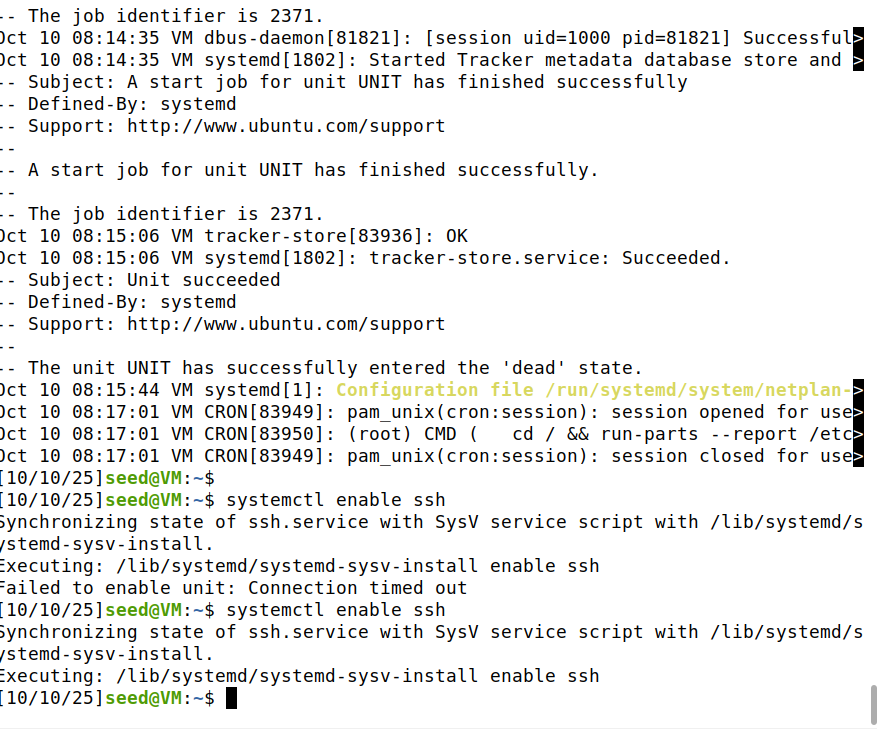 -- The job identifier is 2371.
Oct 10 08:14:35 VM dbus-daemon[81821]: [session uid=1000 pid=81821] Successful>
Oct 10 08:14:35 VM systemd[1802]: Started Tracker metadata database store and >
-- Subject: A start job for unit UNIT has finished successfully
-- Defined-By: systemd
-- Support: http://www.ubuntu.com/support
--
-- A start job for unit UNIT has finished successfully.
--
-- The job identifier is 2371.
Oct 10 08:15:06 VM tracker-store[83936]: OK
Oct 10 08:15:06 VM systemd[1802]: tracker-store.service: Succeeded.
-- Subject: Unit succeeded
-- Defined-By: systemd
-- Support: http://www.ubuntu.com/support
--
-- The unit UNIT has successfully entered the 'dead' state.
Oct 10 08:15:44 VM systemd[1]: Configuration file /run/systemd/system/netplan->
Oct 10 08:17:01 VM CRON[83949]: pam_unix(cron:session): session opened for use>
Oct 10 08:17:01 VM CRON[83950]: (root) CMD (   cd / && run-parts --report /etc>
Oct 10 08:17:01 VM CRON[83949]: pam_unix(cron:session): session closed for use>
[10/10/25]seed@VM:~$
[10/10/25]seed@VM:~$ systemctl enable ssh
Synchronizing state of ssh.service with SysV service script with /lib/systemd/s
ystemd-sysv-install.
Executing: /lib/systemd/systemd-sysv-install enable ssh
Failed to enable unit: Connection timed out
[10/10/25]seed@VM:~$ systemctl enable ssh
Synchronizing state of ssh.service with SysV service script with /lib/systemd/s
ystemd-sysv-install.
Executing: /lib/systemd/systemd-sysv-install enable ssh
[10/10/25]seed@VM:~$